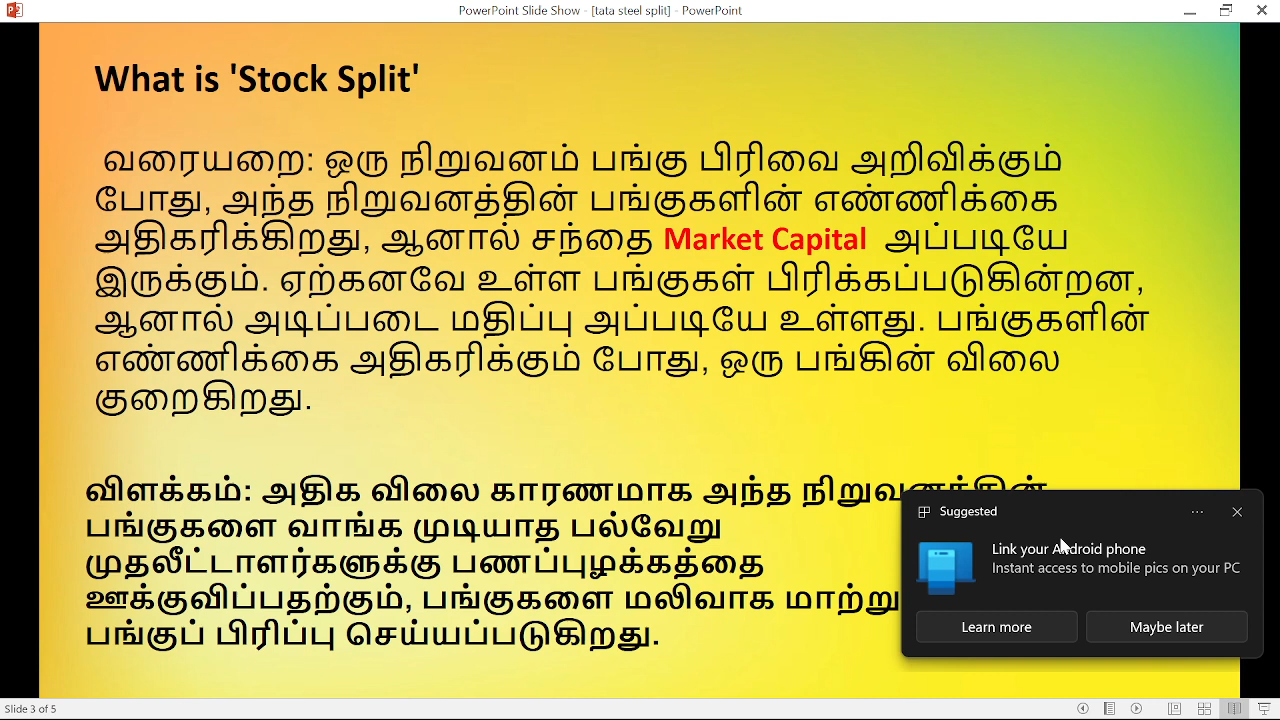 PowerPoint Slide Show - [tata steel split] - PowerPoint
What is 'Stock Split'
வரையறை: ஒரு நிறுவனம் பங்கு பிரிவை அறிவிக்கும்
போது, அந்த நிறுவனத்தின் பங்குகளின் எண்ணிக்கை
அதிகரிக்கிறது, ஆனால் சந்தை Market Capital அப்படியே
இருக்கும். ஏற்கனவே உள்ள பங்குகள் பிரிக்கப்படுகின்றன,
ஆனால் அடிப்படை மதிப்பு அப்படியே உள்ளது. பங்குகளின்
எண்ணிக்கை அதிகரிக்கும் போது, ஒரு பங்கின் விலை
குறைகிறது.
விளக்கம்: அதிக விலை காரணமாக அந்த
பங்குகளை வாங்க முடியாத பல்வேறு
முதலீட்டாளர்களுக்கு பணப்புழக்கத்தை
ஊக்குவிப்பதற்கும், பங்குகளை மலிவாக மாற்று
பங்குப் பிரிப்பு செய்யப்படுகிறது.
Suggested
Link your Android phone
Instant access to mobile pics on your PC
Learn more
Maybe later
Slide 3 of 5